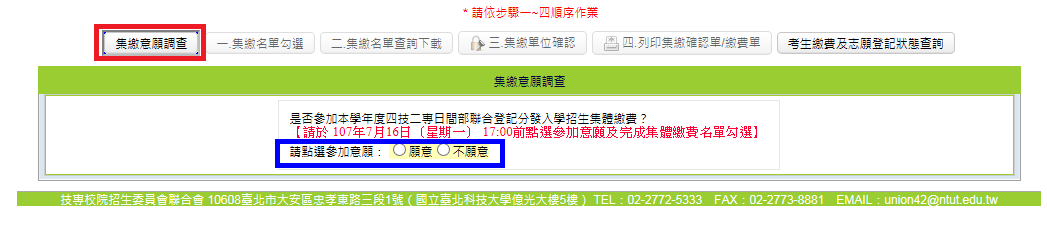 * 請依步驟一~四順序作業
集繳意願調查 一.集繳名單勾選 二.集繳名單查詢下載 三.集繳單位確認 四.列印集繳確認單/繳費單 考生繳費及志願登記狀態查詢
集繳意願調查
是否參加本學年度四技二專日間部聯合登記分發入學招生集體繳費？
【請於 107年7月16日〔星期一〕 17:00前點選參加意願及完成集體繳費名單勾選】
請點選參加意願： 願意 不願意
技專校院招生委員會聯合會 10608臺北市大安區忠孝東路三段1號 ( 國立臺北科技大學億光大樓5樓 ) TEL：02-2772-5333 FAX：02-2773-8881 EMAIL：union42@ntut.edu.tw